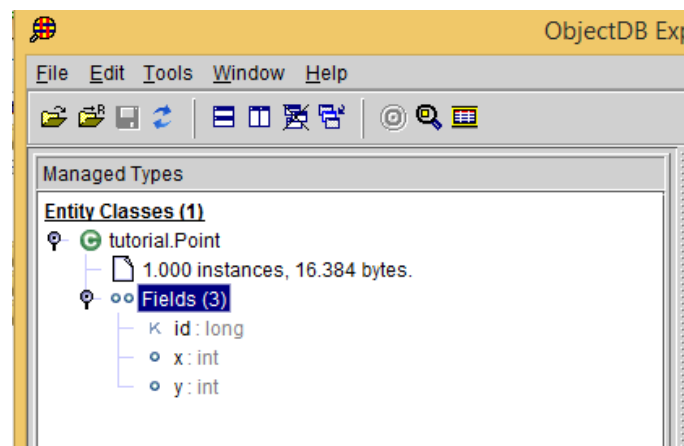 ObjectDB Exp
File Edit Tools Window Help
Managed Types
Entity Classes (1)
tutorial.Point
1.000 instances, 16.384 bytes.
Fields (3)
id : long
x : int
y : int